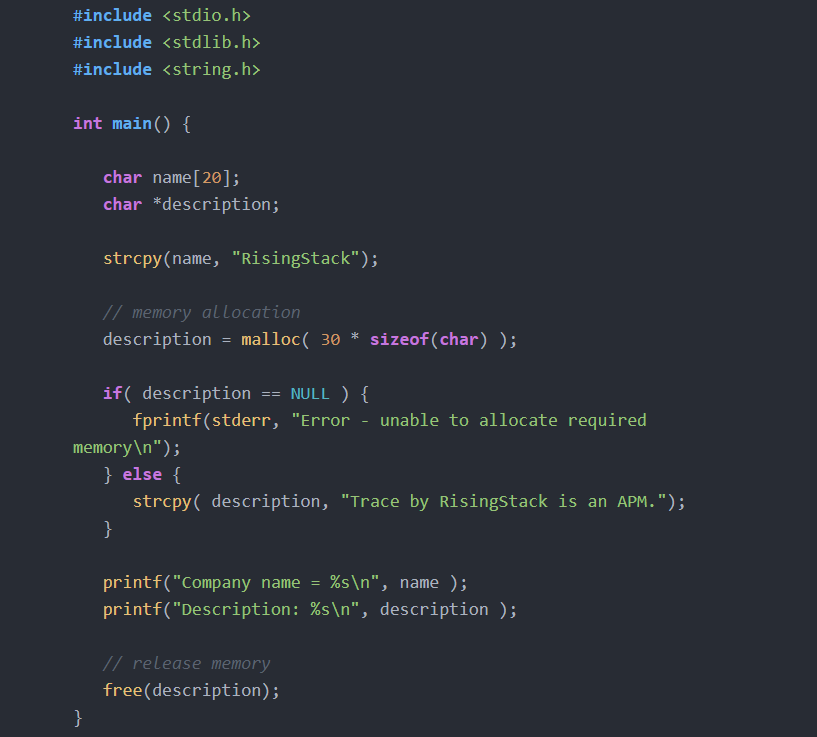 #include <stdio.h>
#include <stdlib.h>
#include <string.h>

int main() {

   char name[20];
   char *description;

   strcpy(name, "RisingStack");

   // memory allocation
   description = malloc( 30 * sizeof(char) );

   if( description == NULL ) {
      fprintf(stderr, "Error - unable to allocate required
memory\n");
   } else {
      strcpy( description, "Trace by RisingStack is an APM.");
   }

   printf("Company name = %s\n", name );
   printf("Description: %s\n", description );

   // release memory
   free(description);
}